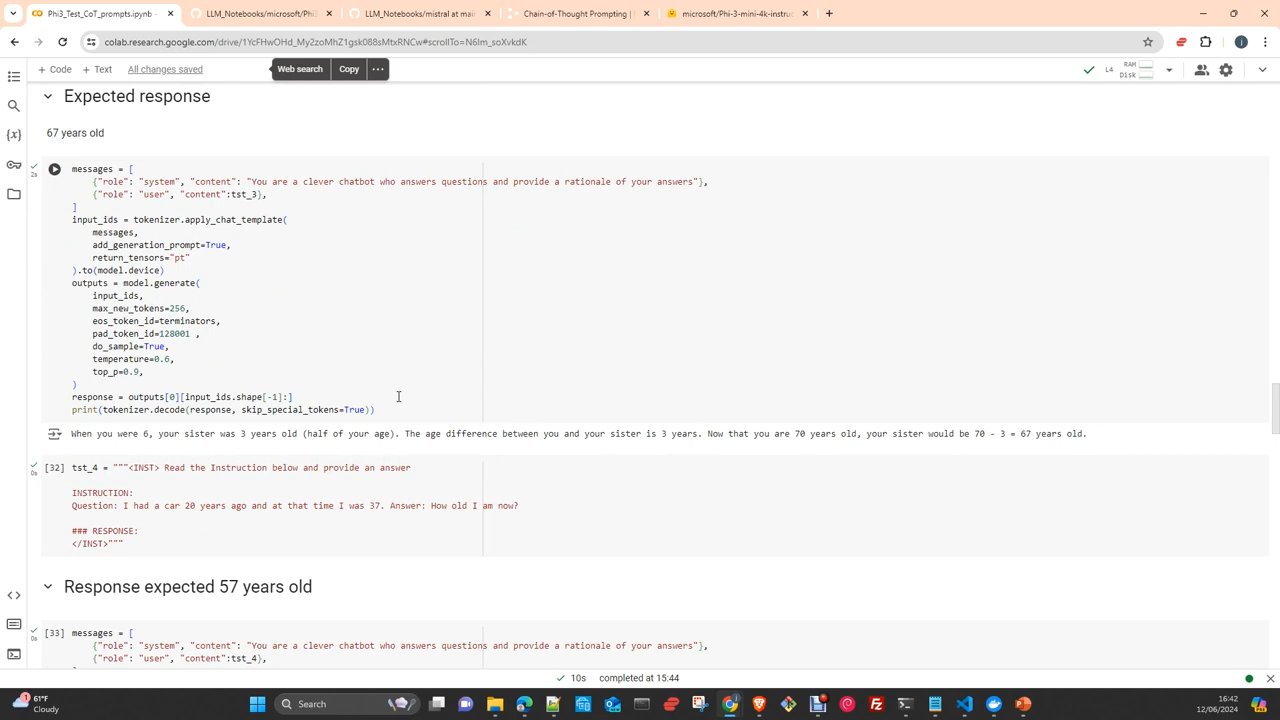 Phi3_Test_CoT_prompts.ipynb
LLM_Notebooks/microsoft/Phi3
LLM_Notebooks/mistral at main
Chain-of-Thought Prompting |
microsoft/Phi-3-mini-4k-instruc
colab.research.google.com/drive/1YcFHwOHd_My2zoMhZ1gsk088sMtxRNCw#scrollTo=N6Im_soXvkdK
+ Code + Text All changes saved
Web search Copy
L4 RAM
Disk
Expected response
67 years old
2s
messages = [
{"role": "system", "content": "You are a clever chatbot who answers questions and provide a rationale of your answers"},
{"role": "user", "content":tst_3},
]
input_ids = tokenizer.apply_chat_template(
messages,
add_generation_prompt=True,
return_tensors="pt"
).to(model.device)
outputs = model.generate(
input_ids,
max_new_tokens=256,
eos_token_id=terminators,
pad_token_id=128001 ,
do_sample=True,
temperature=0.6,
top_p=0.9,
)
response = outputs[0][input_ids.shape[-1]:]
print(tokenizer.decode(response, skip_special_tokens=True))
When you were 6, your sister was 3 years old (half of your age). The age difference between you and your sister is 3 years. Now that you are 70 years old, your sister would be 70 - 3 = 67 years old.
0s
[32] tst_4 = """<INST> Read the Instruction below and provide an answer
INSTRUCTION:
Question: I had a car 20 years ago and at that time I was 37. Answer: How old I am now?
### RESPONSE:
</INST>"""
Response expected 57 years old
0s
[33] messages = [
{"role": "system", "content": "You are a clever chatbot who answers questions and provide a rationale of your answers"},
{"role": "user", "content":tst_4},
10s completed at 15:44
61°F
Cloudy
Search
16:42
12/06/2024